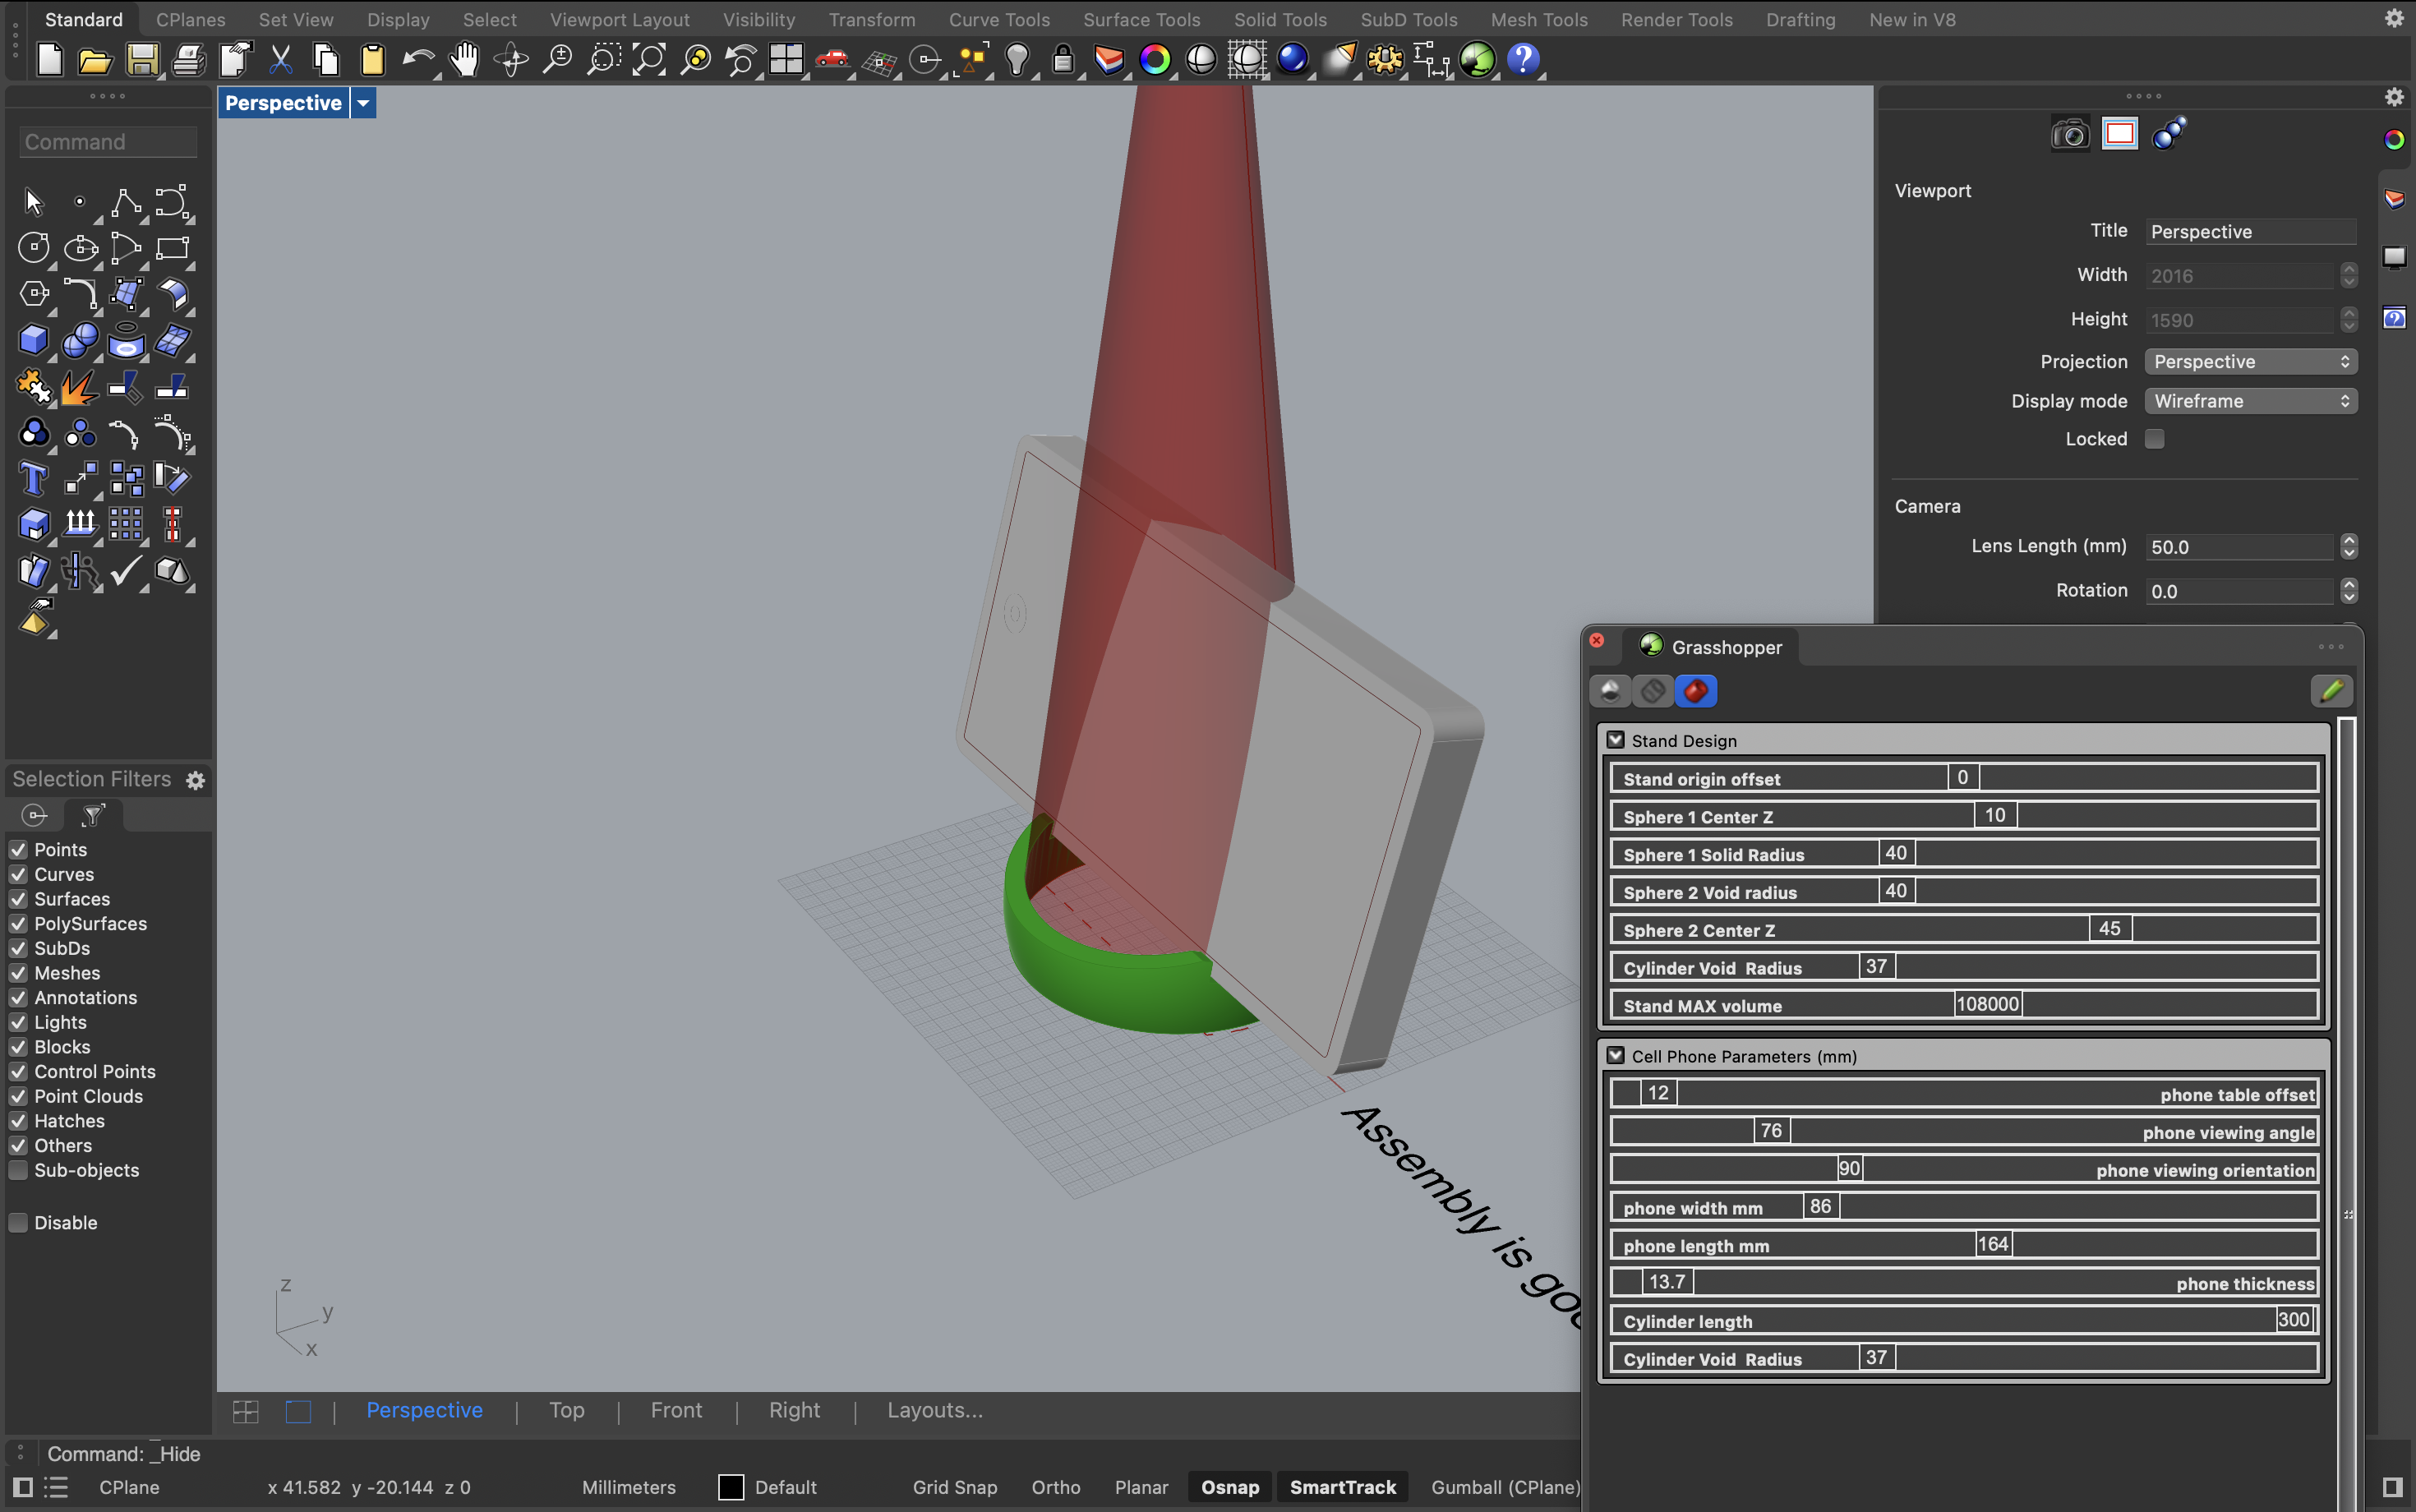 Standard CPlanes Set View Display Select Viewport Layout Visibility Transform Curve Tools Surface Tools Solid Tools SubD Tools Mesh Tools Render Tools Drafting New in V8
Command
Selection Filters
Points
Curves
Surfaces
PolySurfaces
SubDs
Meshes
Annotations
Lights
Blocks
Control Points
Point Clouds
Hatches
Others
Sub-objects
Disable
Perspective
Assembly is go
z
y
x
Perspective | Top | Front | Right | Layouts...
Viewport
Title Perspective
Width 2016
Height 1590
Projection Perspective
Display mode Wireframe
Locked
Camera
Lens Length (mm) 50.0
Rotation 0.0
Grasshopper
Stand Design
Stand origin offset 0
Sphere 1 Center Z 10
Sphere 1 Solid Radius 40
Sphere 2 Void radius 40
Sphere 2 Center Z 45
Cylinder Void Radius 37
Stand MAX volume 108000
Cell Phone Parameters (mm)
12 phone table offset
76 phone viewing angle
90 phone viewing orientation
phone width mm 86
phone length mm 164
13.7 phone thickness
Cylinder length 300
Cylinder Void Radius 37
Command: _Hide
CPlane x 41.582 y -20.144 z 0 Millimeters Default Grid Snap Ortho Planar Osnap SmartTrack Gumball (CPlane)